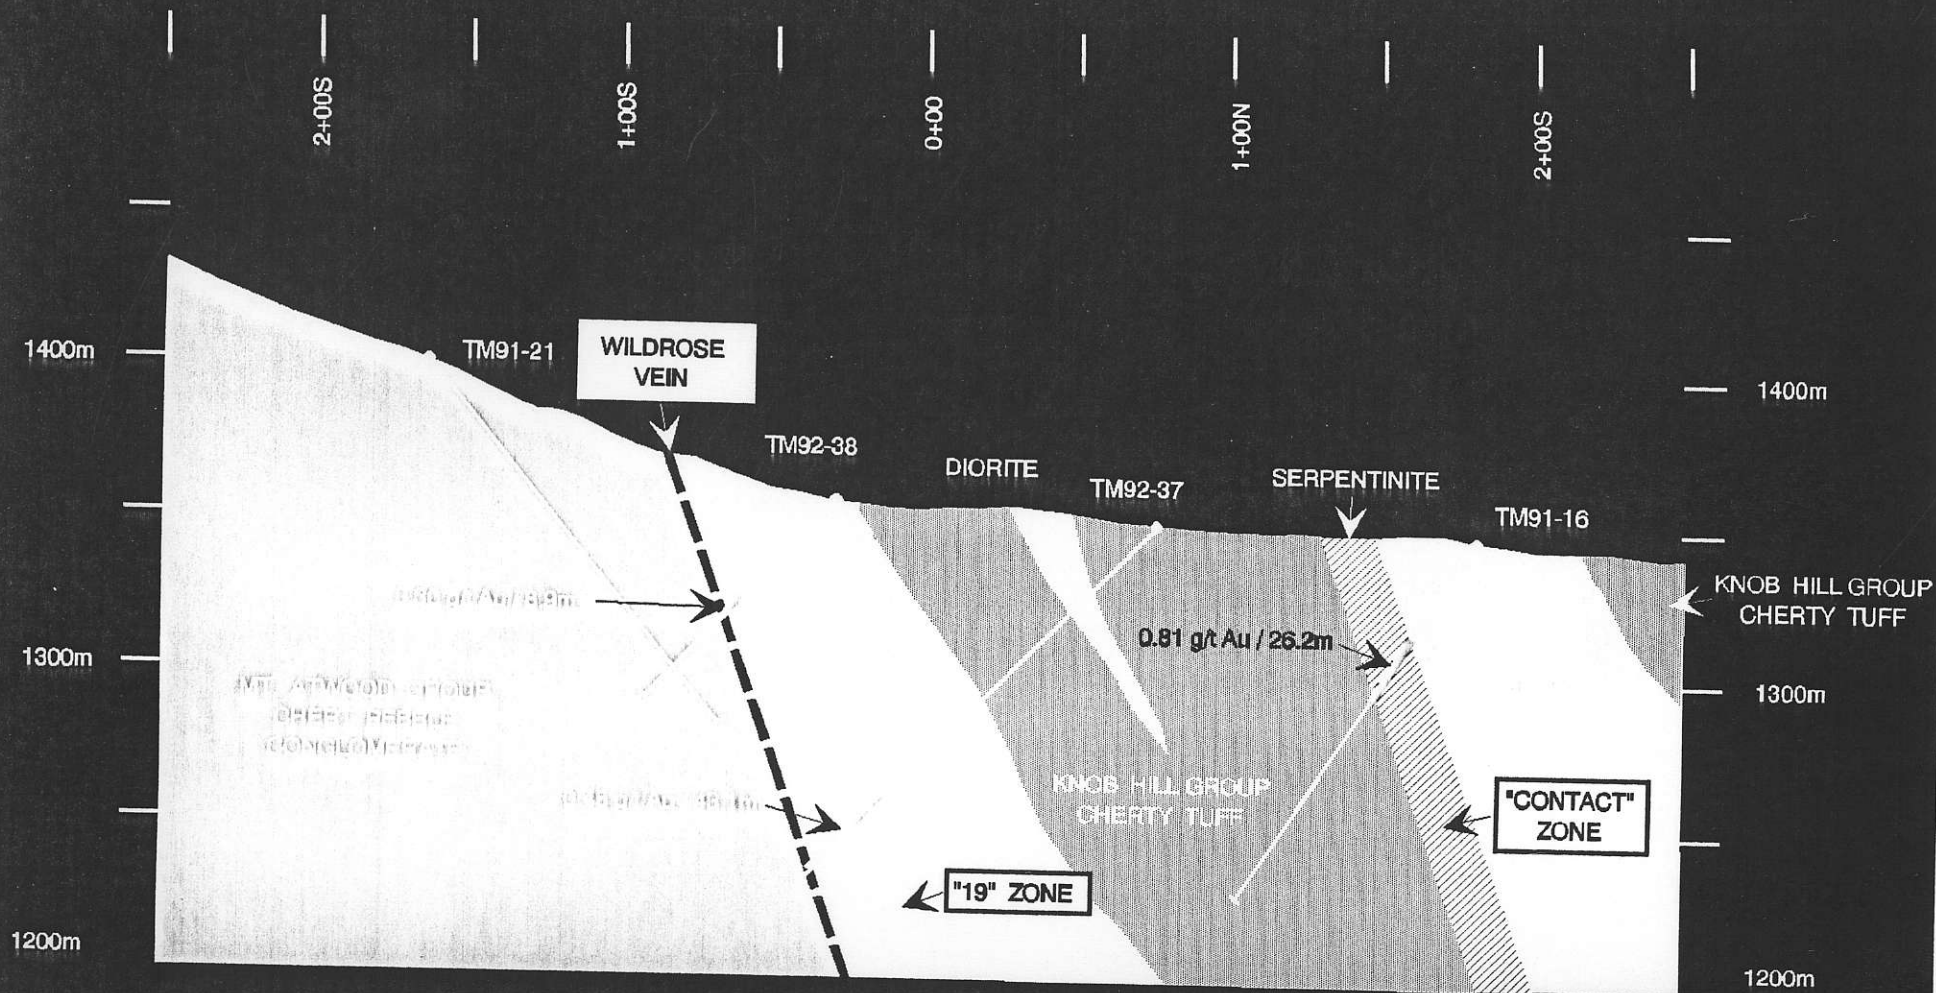 2+00S
1+00S
0+00
1+00N
2+00S
1400m
TM91-21
WILDROSE
VEIN
1400m
TM92-38
DIORITE
TM92-37
SERPENTINITE
TM91-16
KNOB HILL GROUP
CHERTY TUFF
0.81 g/t Au / 26.2m
1300m
1300m
KNOB HILL GROUP
CHERTY TUFF
"CONTACT"
ZONE
"19" ZONE
1200m
1200m